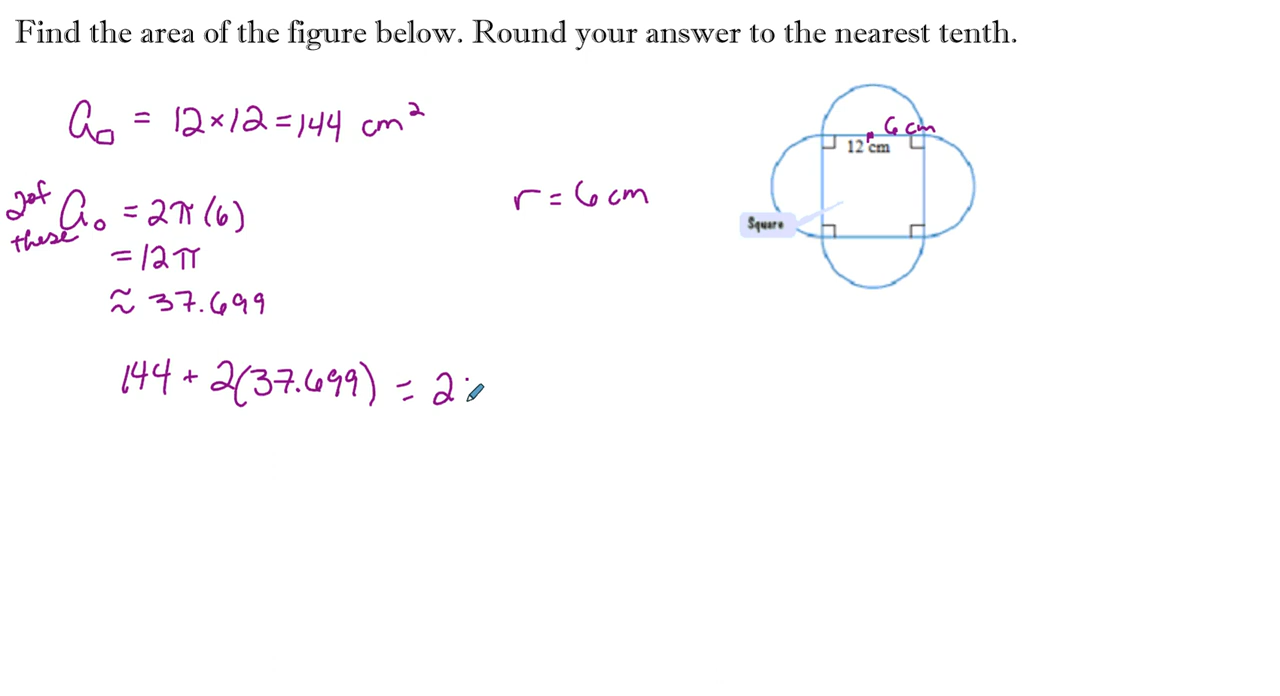 Find the area of the figure below. Round your answer to the nearest tenth.
a□ = 12×12 = 144 cm²
2 of these a○ = 2π(6)
= 12π
≈ 37.699
r = 6 cm
144 + 2(37.699) = 2
6 cm
12 cm
Square